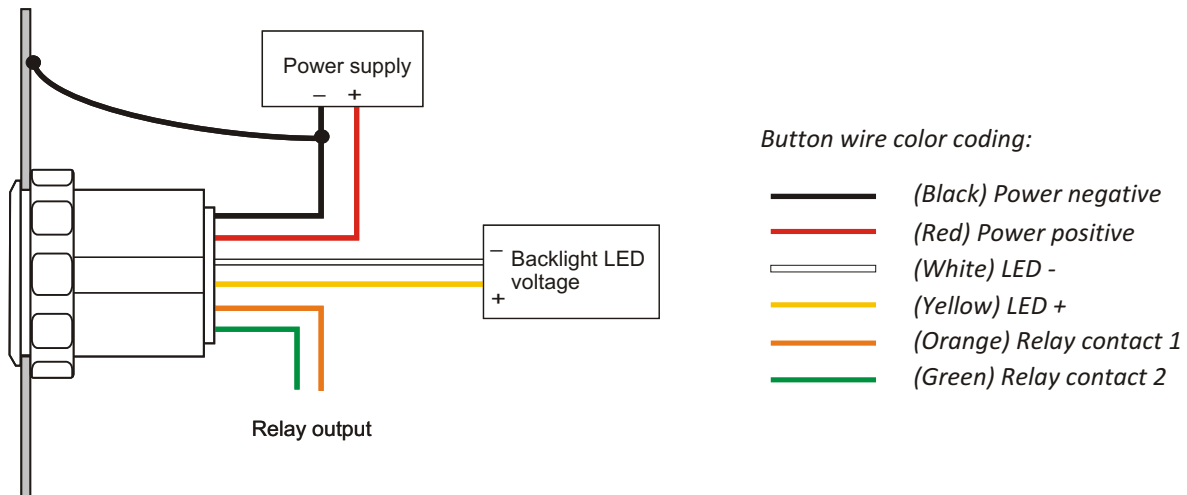 Power supply
– +
Backlight LED
voltage
–
+
Relay output
Button wire color coding:
(Black) Power negative
(Red) Power positive
(White) LED -
(Yellow) LED +
(Orange) Relay contact 1
(Green) Relay contact 2